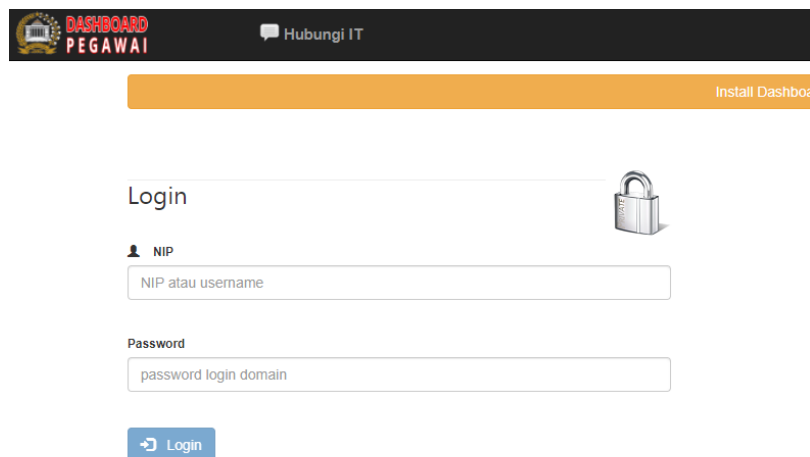 DASHBOARD
PEGAWAI
Hubungi IT
Install Dashboa
Login
NIP
NIP atau username
Password
password login domain
Login